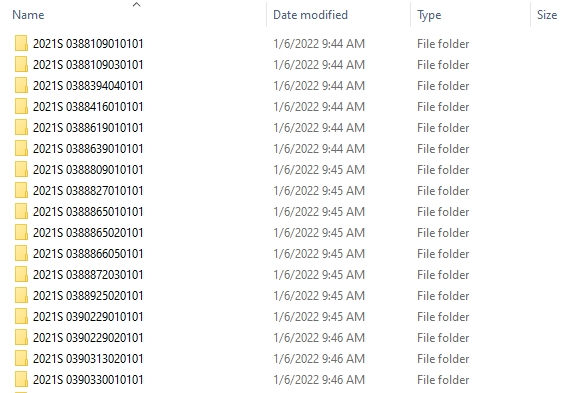 Name Date modified Type Size
2021S 0388109010101 1/6/2022 9:44 AM File folder
2021S 0388109030101 1/6/2022 9:44 AM File folder
2021S 0388394040101 1/6/2022 9:44 AM File folder
2021S 0388416010101 1/6/2022 9:44 AM File folder
2021S 0388619010101 1/6/2022 9:44 AM File folder
2021S 0388639010101 1/6/2022 9:44 AM File folder
2021S 0388809010101 1/6/2022 9:45 AM File folder
2021S 0388827010101 1/6/2022 9:45 AM File folder
2021S 0388865010101 1/6/2022 9:45 AM File folder
2021S 0388865020101 1/6/2022 9:45 AM File folder
2021S 0388866050101 1/6/2022 9:45 AM File folder
2021S 0388872030101 1/6/2022 9:45 AM File folder
2021S 0388925020101 1/6/2022 9:45 AM File folder
2021S 0390229010101 1/6/2022 9:45 AM File folder
2021S 0390229020101 1/6/2022 9:46 AM File folder
2021S 0390313020101 1/6/2022 9:46 AM File folder
2021S 0390330010101 1/6/2022 9:46 AM File folder